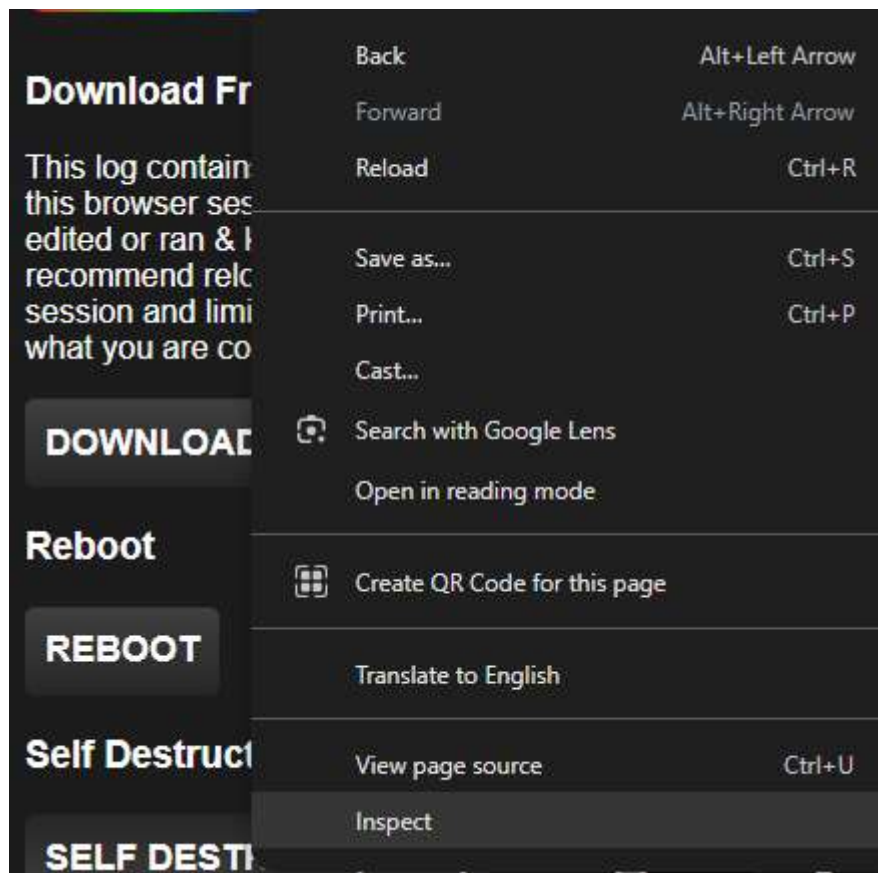 Download Fr
This log contain
this browser ses
edited or ran &
recommend relo
session and limi
what you are co
DOWNLOAD
Reboot
REBOOT
Self Destruct
SELF DEST
Back Alt+Left Arrow
Forward Alt+Right Arrow
Reload Ctrl+R
Save as... Ctrl+S
Print... Ctrl+P
Cast...
Search with Google Lens
Open in reading mode
Create QR Code for this page
Translate to English
View page source Ctrl+U
Inspect